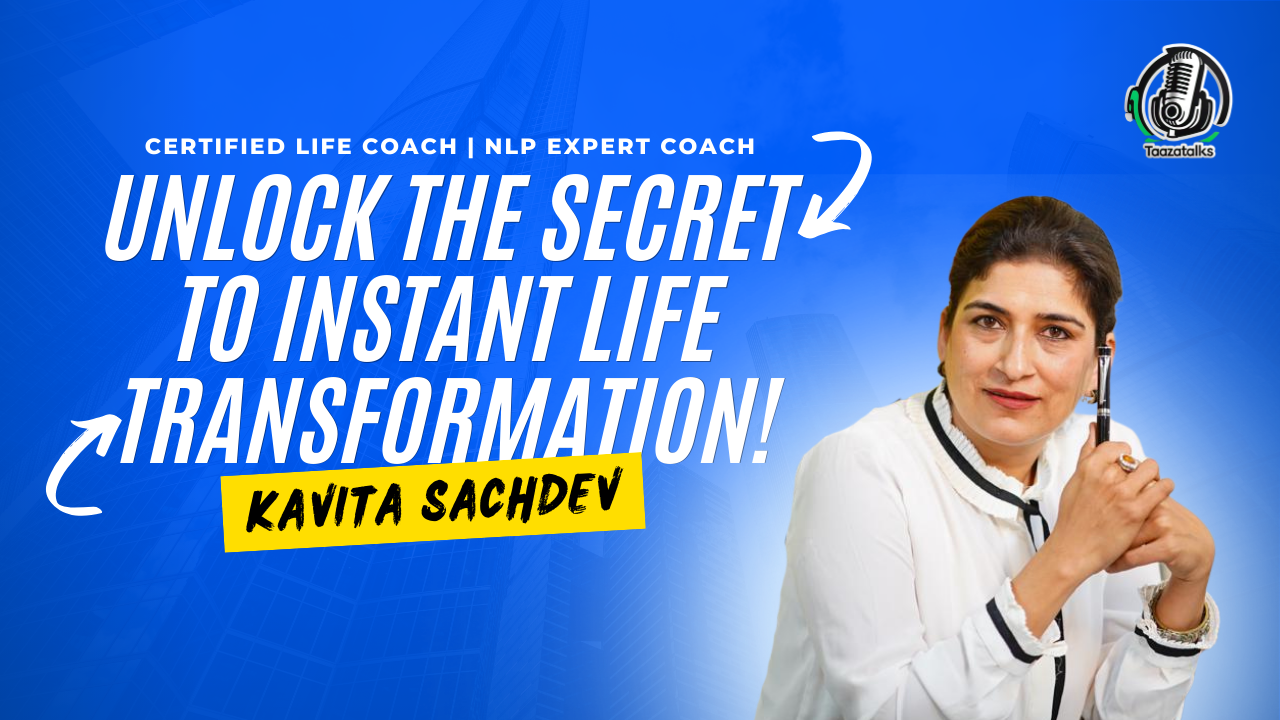 Taazatalks
CERTIFIED LIFE COACH | NLP EXPERT COACH
UNLOCK THE SECRET
TO INSTANT LIFE
TRANSFORMATION!
KAVITA SACHDEV